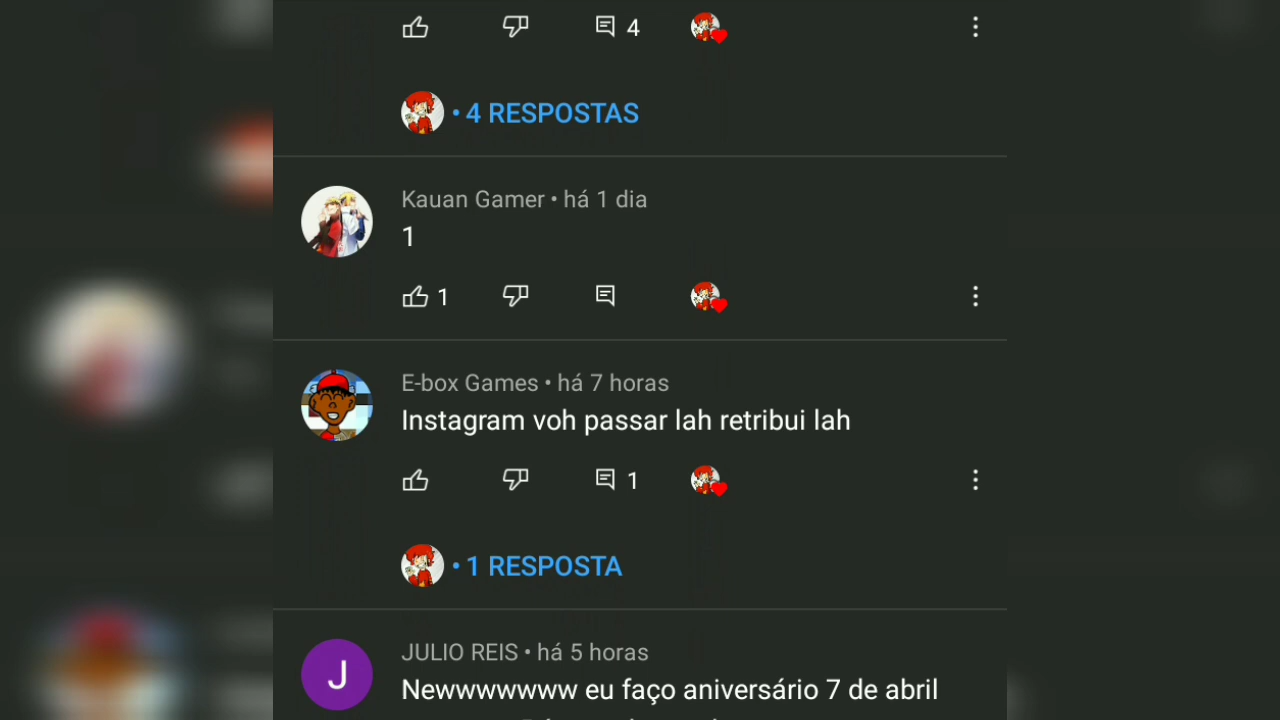 4
• 4 RESPOSTAS
Kauan Gamer • há 1 dia
1
1
E-box Games • há 7 horas
Instagram voh passar lah retribui lah
1
• 1 RESPOSTA
J
JULIO REIS • há 5 horas
Newwwwwww eu faço aniversário 7 de abril